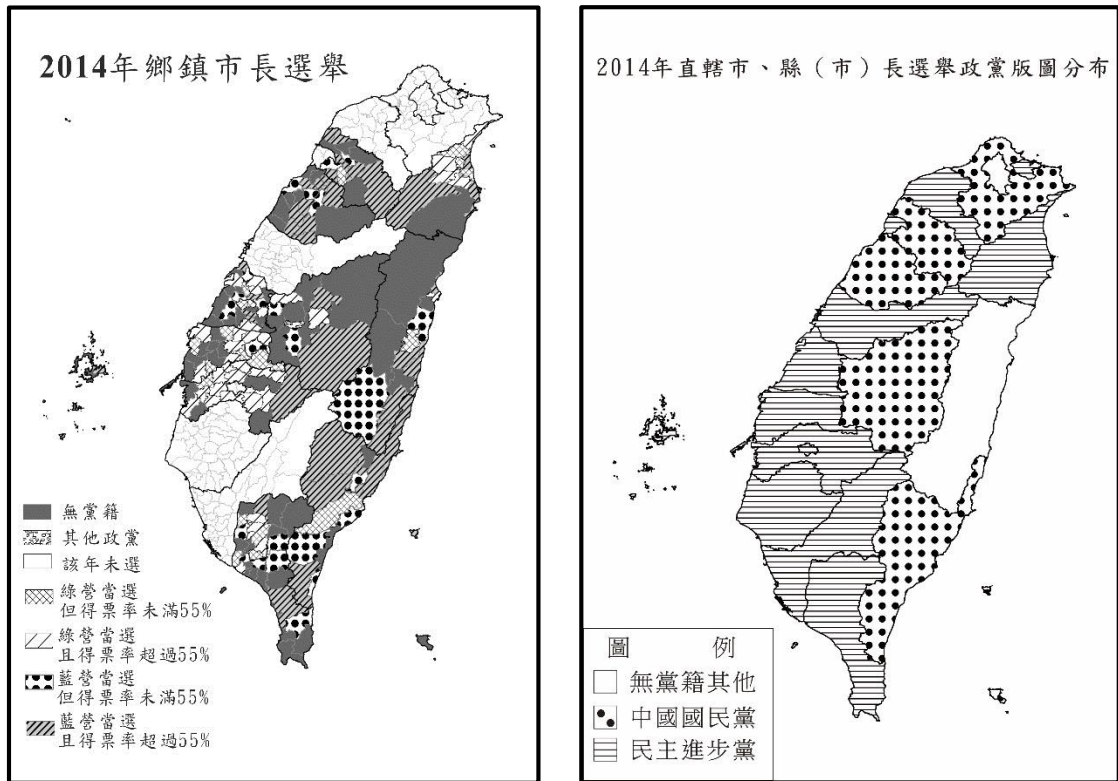 2014年鄉鎮市長選舉
無黨籍
其他政黨
該年未選
綠營當選
但得票率未滿55%
綠營當選
且得票率超過55%
藍營當選
但得票率未滿55%
藍營當選
且得票率超過55%
2014年直轄市、縣（市）長選舉政黨版圖分布
圖 例
無黨籍其他
中國國民黨
民主進步黨